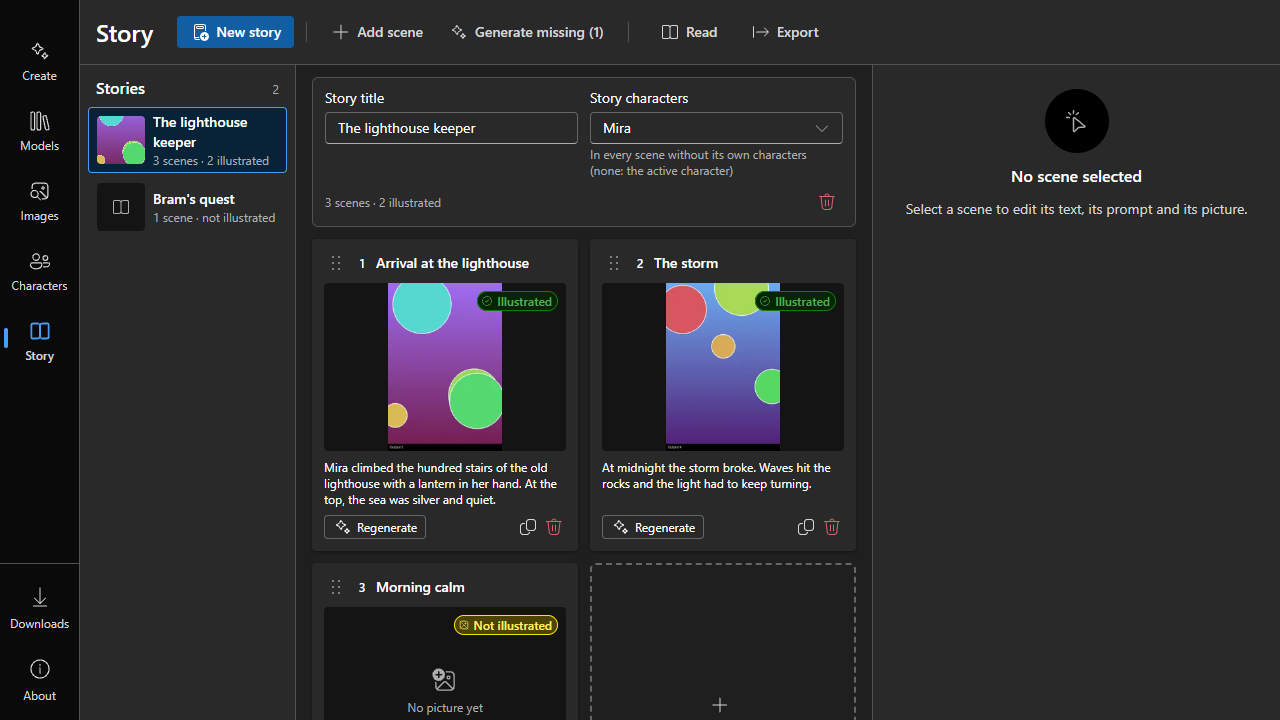 Create
Models
Images
Characters
Story
Downloads
About
Story
New story
Add scene
Generate missing (1)
Read
Export
Stories
2
The lighthouse
keeper
3 scenes · 2 illustrated
Bram's quest
1 scene · not illustrated
Story title
The lighthouse keeper
Story characters
Mira
In every scene without its own characters
(none: the active character)
3 scenes · 2 illustrated
1 Arrival at the lighthouse
Illustrated
Mira climbed the hundred stairs of the old
lighthouse with a lantern in her hand. At the
top, the sea was silver and quiet.
Regenerate
2 The storm
Illustrated
At midnight the storm broke. Waves hit the
rocks and the light had to keep turning.
Regenerate
3 Morning calm
Not illustrated
No picture yet
No scene selected
Select a scene to edit its text, its prompt and its picture.